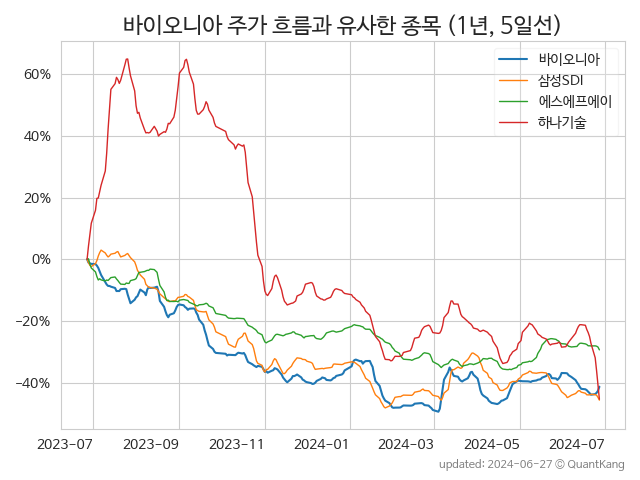 바이오니아 주가 흐름과 유사한 종목 (1년, 5일선)
바이오니아
삼성SDI
에스에프에이
하나기술
60%
40%
20%
0%
−20%
−40%
2023-07 2023-09 2023-11 2024-01 2024-03 2024-05 2024-07
updated: 2024-06-27 © QuantKang